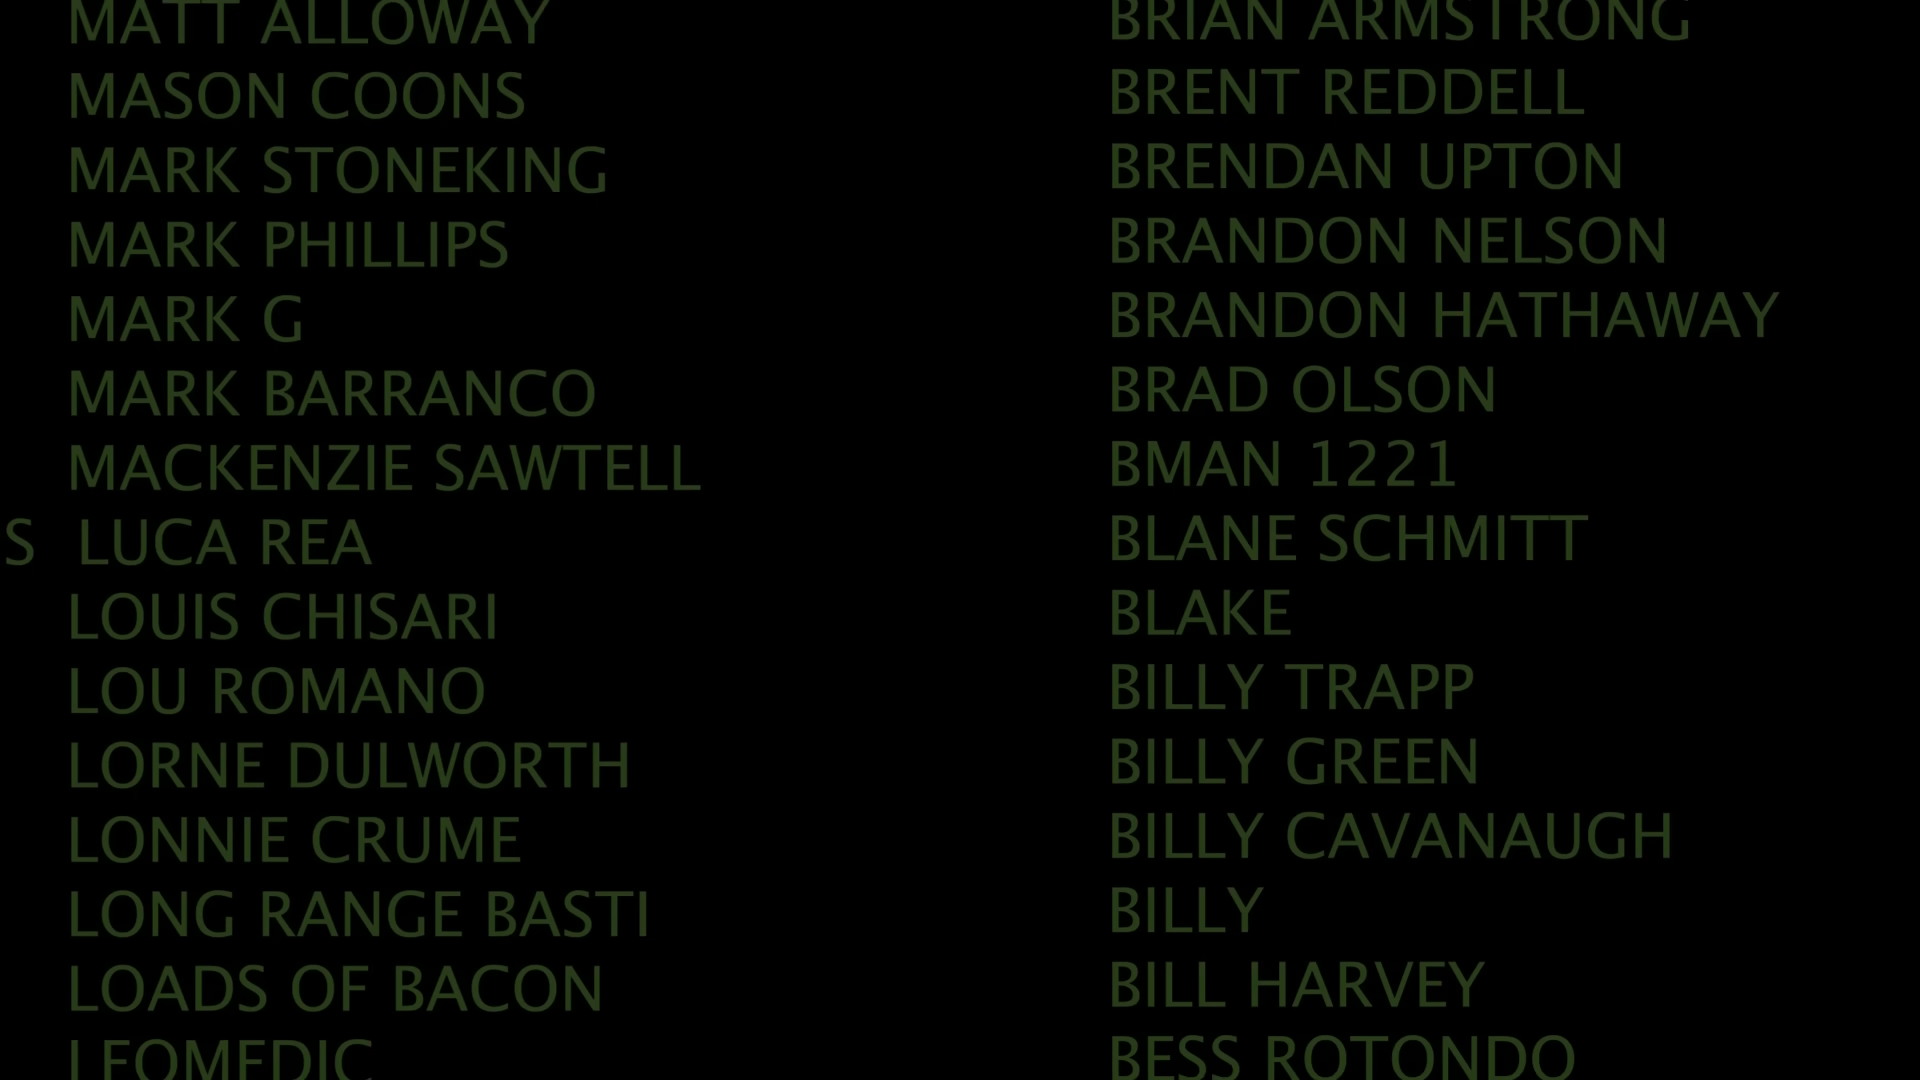 MATT ALLOWAY
MASON COONS
MARK STONEKING
MARK PHILLIPS
MARK G
MARK BARRANCO
MACKENZIE SAWTELL
S LUCA REA
LOUIS CHISARI
LOU ROMANO
LORNE DULWORTH
LONNIE CRUME
LONG RANGE BASTI
LOADS OF BACON
LEOMEDIC
BRIAN ARMSTRONG
BRENT REDDELL
BRENDAN UPTON
BRANDON NELSON
BRANDON HATHAWAY
BRAD OLSON
BMAN 1221
BLANE SCHMITT
BLAKE
BILLY TRAPP
BILLY GREEN
BILLY CAVANAUGH
BILLY
BILL HARVEY
BESS ROTONDO